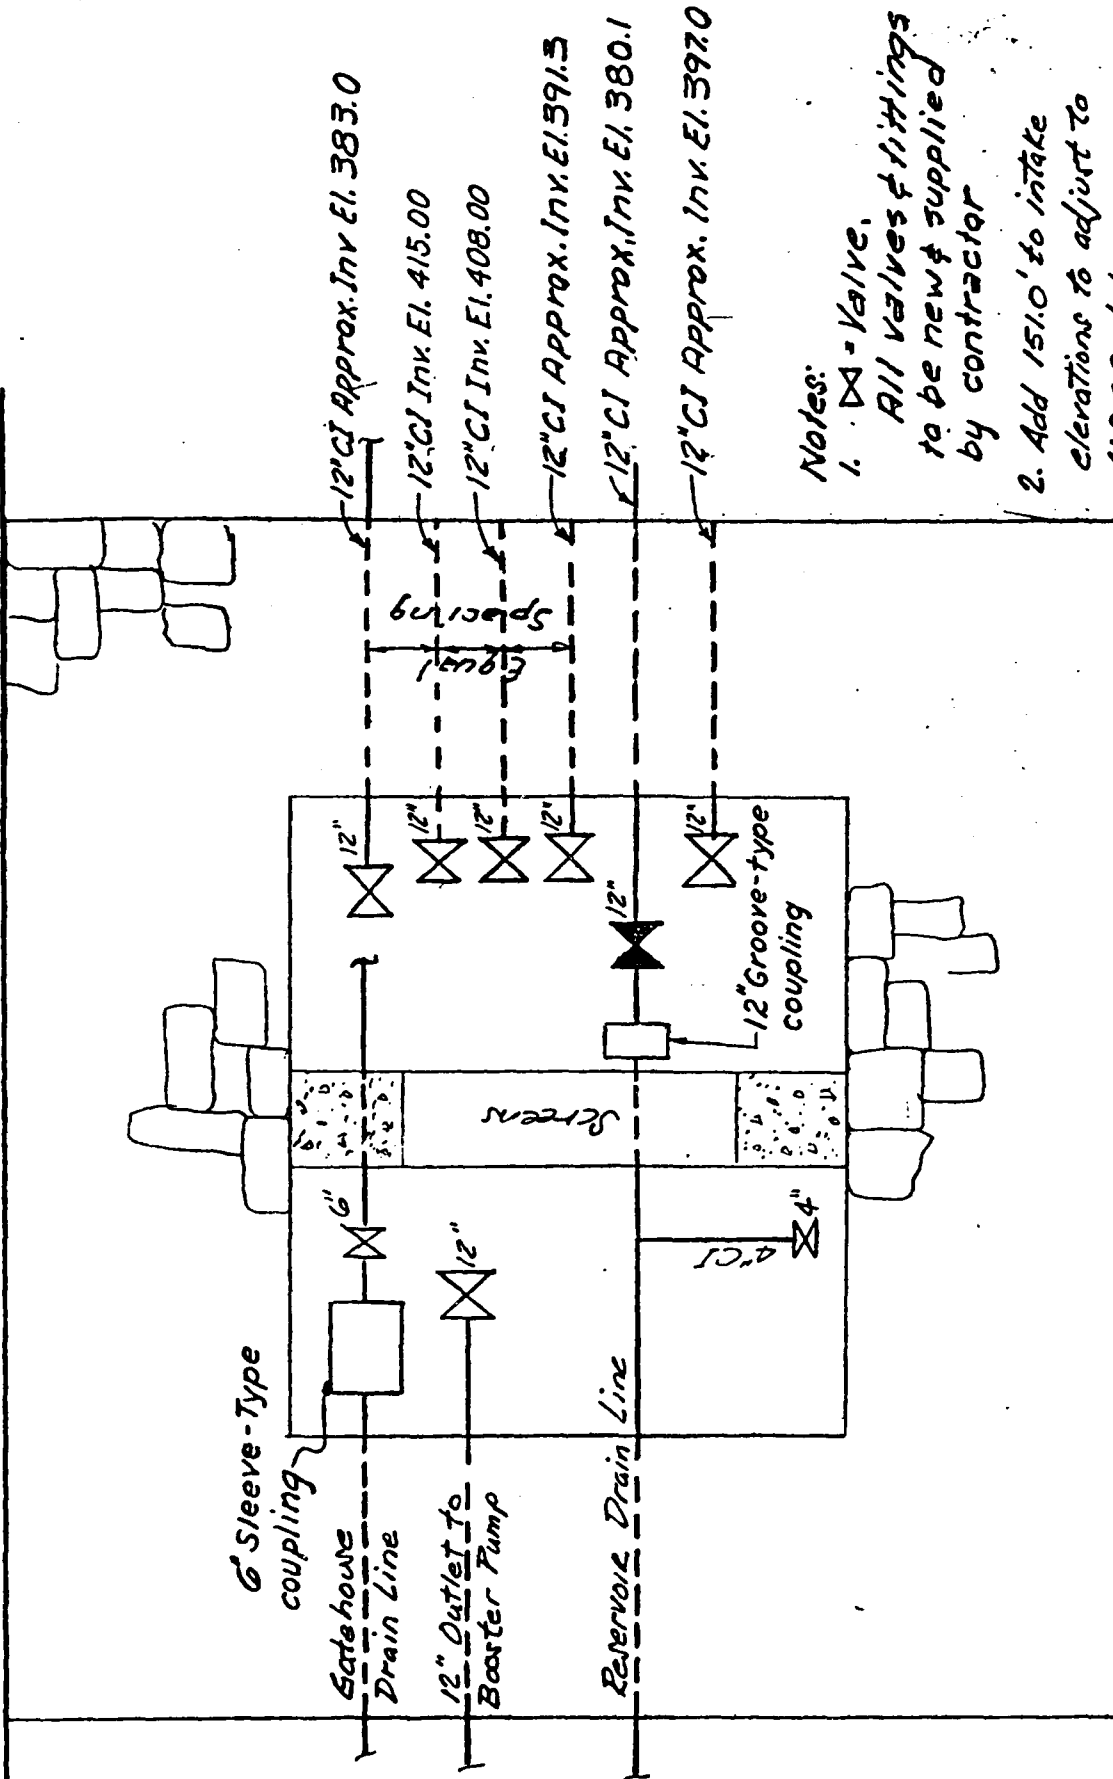 12"CI Approx. Inv El. 383.0
12"CI Inv. El. 415.00
12"CI Inv. El. 408.00
12"CI Approx. Inv. El. 391.3
12"CI Approx. Inv. El. 380.1
12"CI Approx. Inv. El. 397.0
Equal Spacing
12"
12"
12"
12"
12"
12"
12" Groove-type
coupling
Screens
6"
12"
4" CI
4"
6" Sleeve-Type
coupling
Gatehouse
Drain Line
12" Outlet to
Booster Pump
Reservoir Drain Line
Notes:
1. = Valve.
All valves & fittings
to be new & supplied
by contractor
2. Add 151.0' to intake
elevations to adjust to